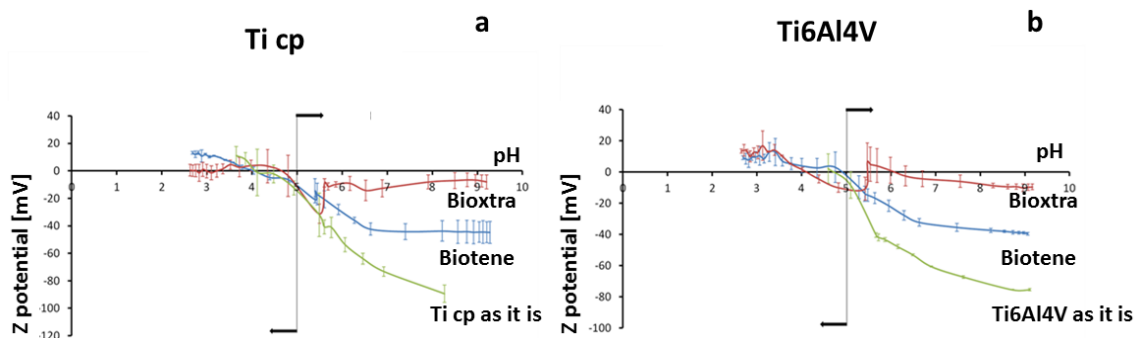 Ti cp
a
Z potential [mV]
40
20
0
-20
-40
-60
-80
-100
-120
0
1
2
3
4
5
6
7
8
9
10
pH
Bioxtra
Biotene
Ti cp as it is
Ti6Al4V
b
Z potential [mV]
40
20
0
-20
-40
-60
-80
-100
0
1
2
3
4
5
6
7
8
9
10
pH
Bioxtra
Biotene
Ti6Al4V as it is